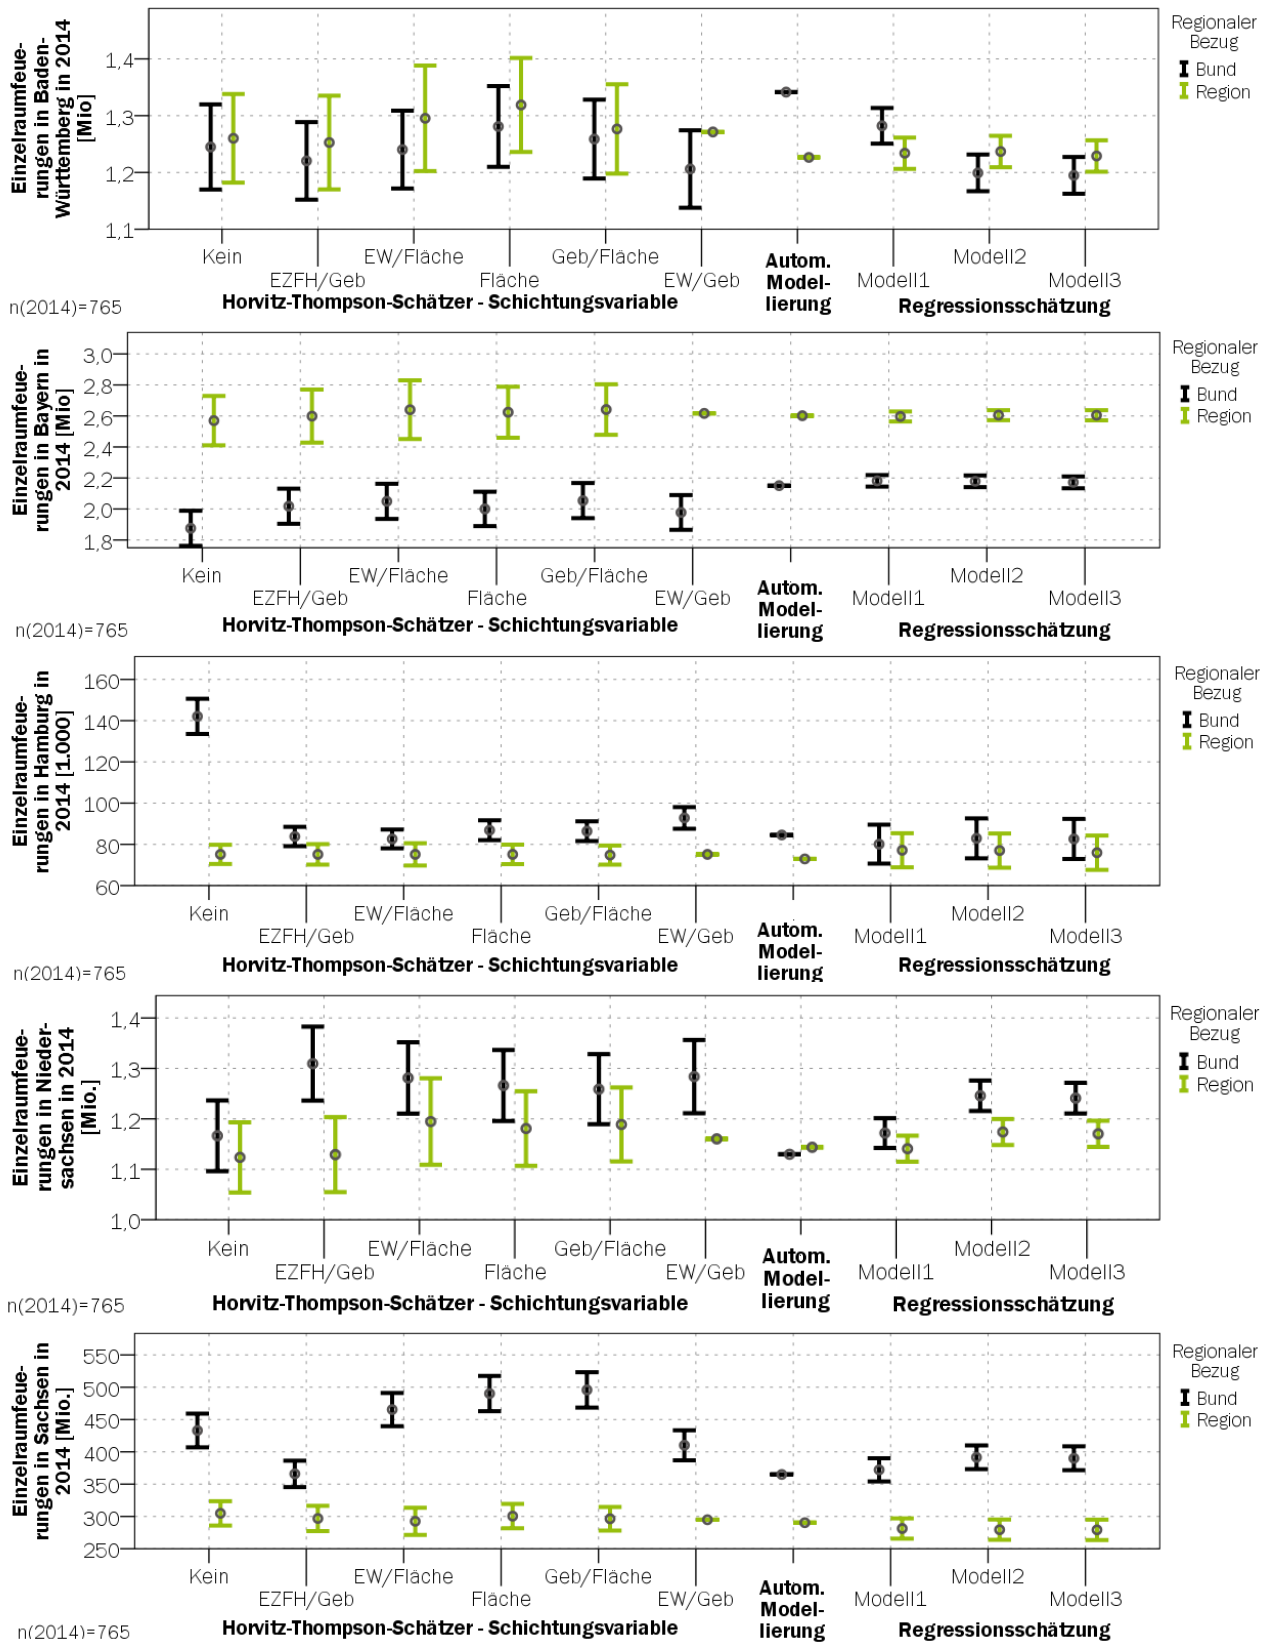 Einzelraumfeue-
rungen in Baden-
Württemberg in 2014
[Mio]
1,4
1,3
1,2
1,1
Regionaler
Bezug
Bund
Region
Kein
EW/Fläche
Geb/Fläche
Modell2
EZFH/Geb
Fläche
EW/Geb
Modell1
Modell3
Autom.
Model-
lierung
n(2014)=765
Horvitz-Thompson-Schätzer - Schichtungsvariable
Regressionsschätzung
Einzelraumfeue-
rungen in Bayern in
2014 [Mio]
3,0
2,8
2,6
2,4
2,2
2,0
1,8
Regionaler
Bezug
Bund
Region
Kein
EW/Fläche
Geb/Fläche
Modell2
EZFH/Geb
Fläche
EW/Geb
Modell1
Modell3
Autom.
Model-
lierung
n(2014)=765
Horvitz-Thompson-Schätzer - Schichtungsvariable
Regressionsschätzung
Einzelraumfeue-
rungen in Hamburg in
2014 [1.000]
160
140
120
100
80
60
Regionaler
Bezug
Bund
Region
Kein
EW/Fläche
Geb/Fläche
Modell2
EZFH/Geb
Fläche
EW/Geb
Modell1
Modell3
Autom.
Model-
lierung
n(2014)=765
Horvitz-Thompson-Schätzer - Schichtungsvariable
Regressionsschätzung
Einzelraumfeue-
rungen in Nieder-
sachsen in 2014
[Mio.]
1,4
1,3
1,2
1,1
1,0
Regionaler
Bezug
Bund
Region
Kein
EW/Fläche
Geb/Fläche
Modell2
EZFH/Geb
Fläche
EW/Geb
Modell1
Modell3
Autom.
Model-
lierung
n(2014)=765
Horvitz-Thompson-Schätzer - Schichtungsvariable
Regressionsschätzung
Einzelraumfeue-
rungen in Sachsen in
2014 [Mio.]
550
500
450
400
350
300
250
Regionaler
Bezug
Bund
Region
Kein
EW/Fläche
Geb/Fläche
Modell2
EZFH/Geb
Fläche
EW/Geb
Modell1
Modell3
Autom.
Model-
lierung
n(2014)=765
Horvitz-Thompson-Schätzer - Schichtungsvariable
Regressionsschätzung